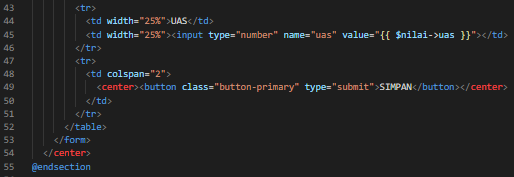 43 <tr>
44 <td width="25%">UAS</td>
45 <td width="25%"><input type="number" name="uas" value="{{ $nilai->uas }}"></td>
46 </tr>
47 <tr>
48 <td colspan="2">
49 <center><button class="button-primary" type="submit">SIMPAN</button></center>
50 </td>
51 </tr>
52 </table>
53 </form>
54 </center>
55 @endsection